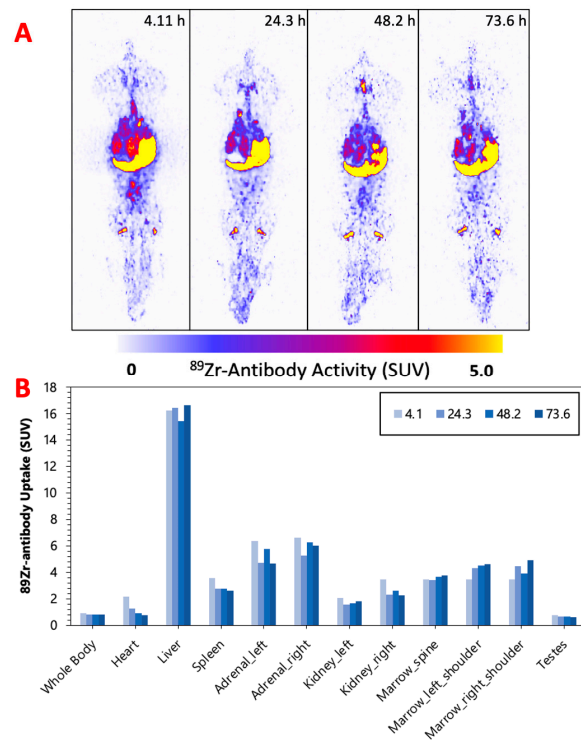 A
4.11 h
24.3 h
48.2 h
73.6 h
0
⁸⁹Zr-Antibody Activity (SUV)
5.0
B
89Zr-antibody Uptake (SUV)
18
16
14
12
10
8
6
4
2
0
4.1
24.3
48.2
73.6
Whole Body
Heart
Liver
Spleen
Adrenal_left
Adrenal_right
Kidney_left
Kidney_right
Marrow_spine
Marrow_left_shoulder
Marrow_right_shoulder
Testes